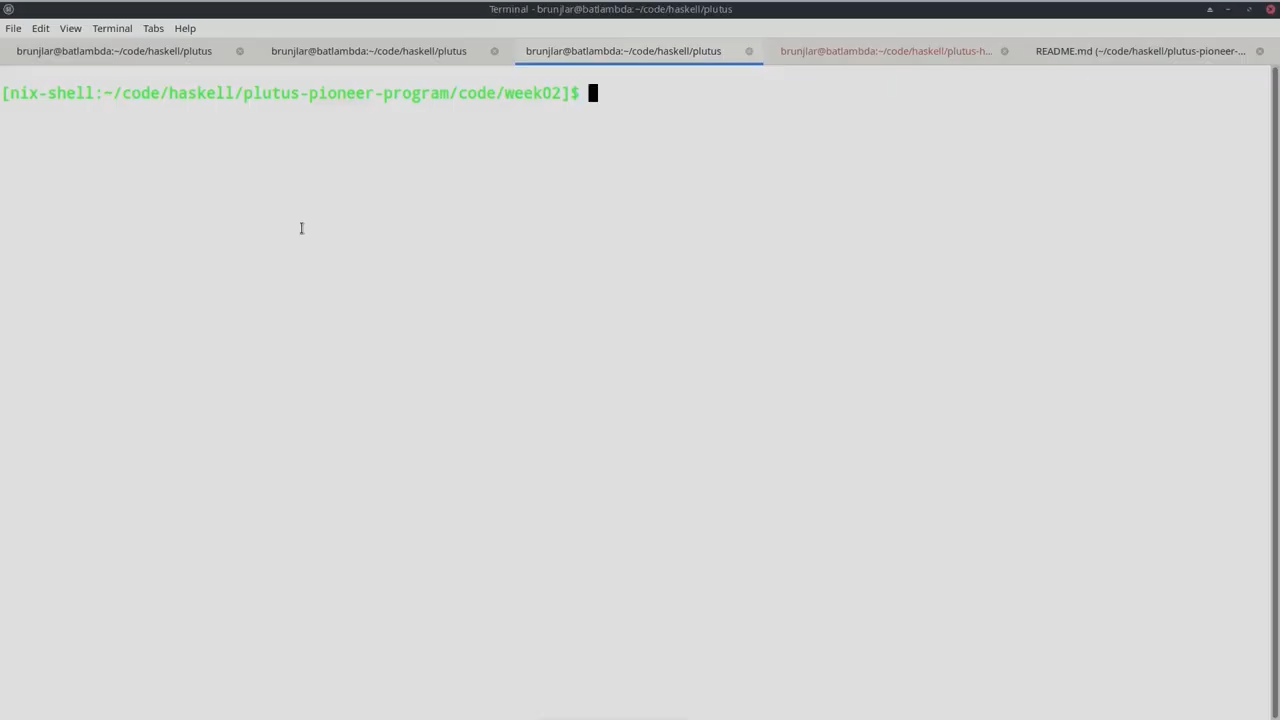 Terminal - brunjlar@batlambda:~/code/haskell/plutus
File Edit View Terminal Tabs Help
brunjlar@batlambda:~/code/haskell/plutus brunjlar@batlambda:~/code/haskell/plutus brunjlar@batlambda:~/code/haskell/plutus brunjlar@batlambda:~/code/haskell/plutus-h... README.md (~/code/haskell/plutus-pioneer-...
[nix-shell:~/code/haskell/plutus-pioneer-program/code/week02]$